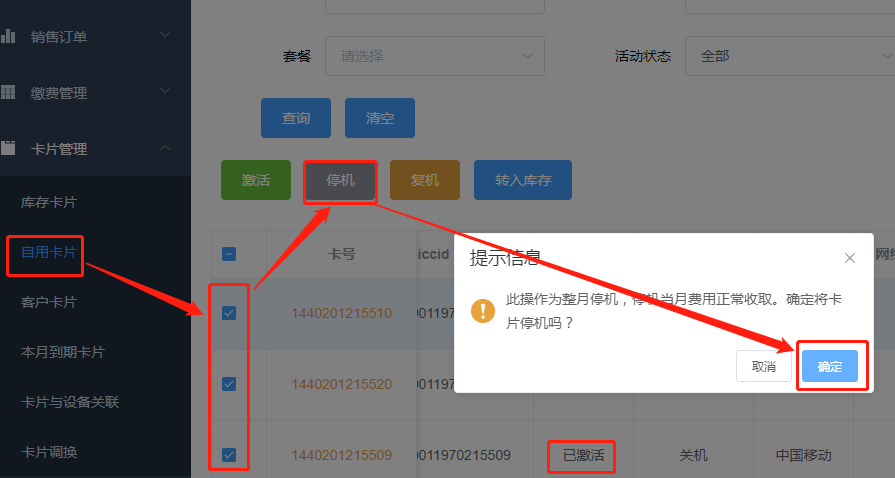 销售订单
缴费管理
卡片管理
库存卡片
自用卡片
客户卡片
本月到期卡片
卡片与设备关联
卡片调换
套餐 请选择 活动状态 全部
查询 清空
激活 停机 复机 转入库存
卡号 iccid
1440201215510 001197
1440201215520 00119
1440201215509 0011970215509 已激活 关机 中国移动
提示信息
此操作为整月停机，停机当月费用正常收取。确定将卡
片停机吗？
取消 确定